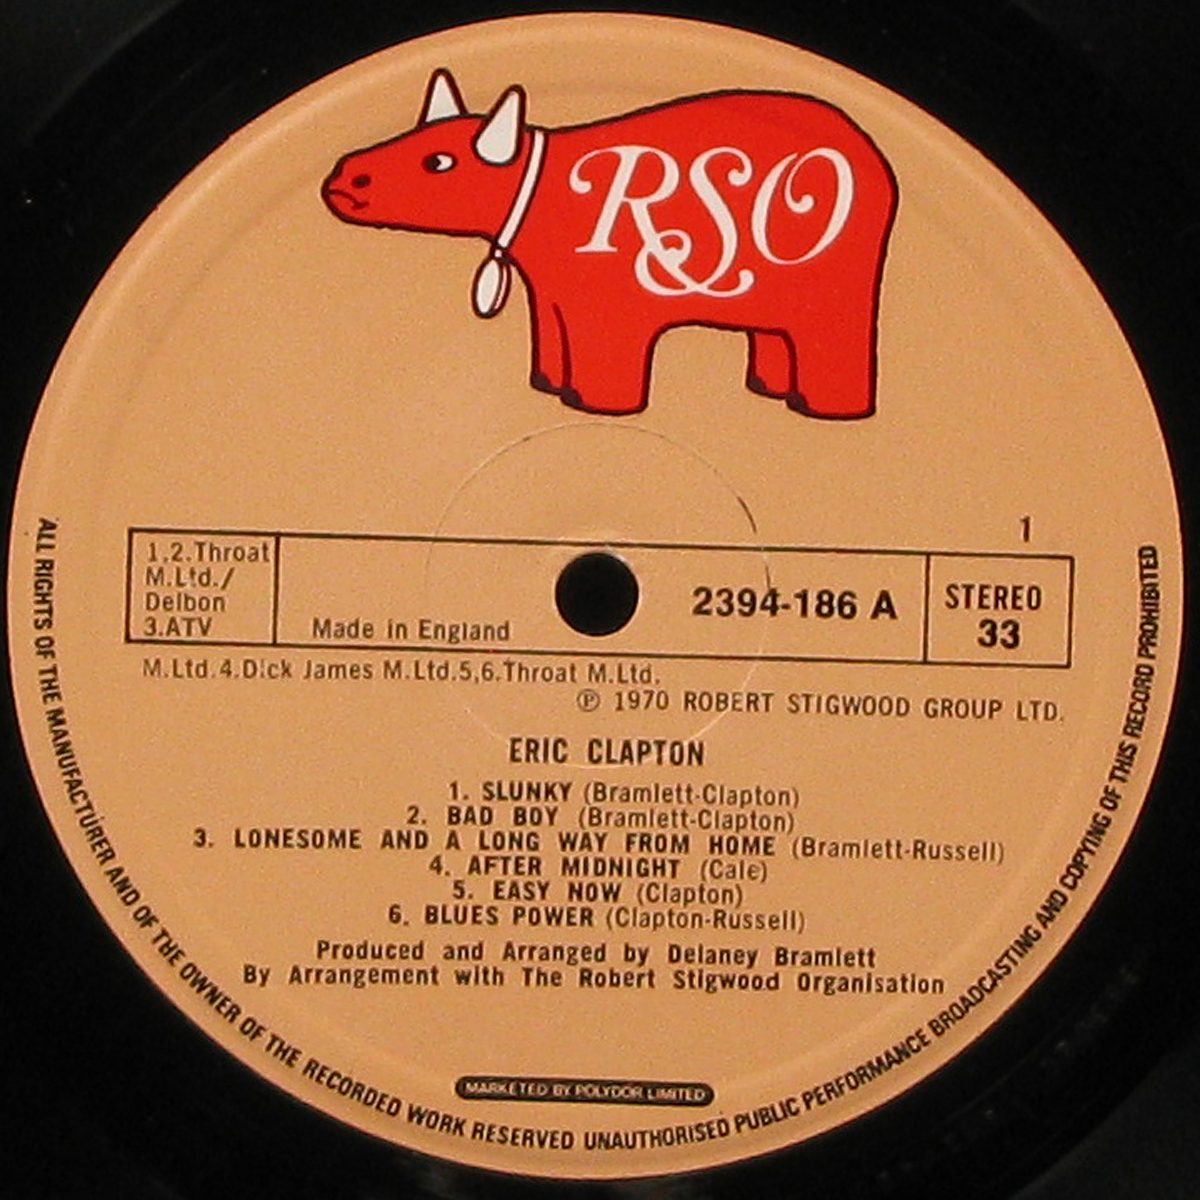 RSO
1
1.2.Throat
M.Ltd./
Delbon
3.ATV
Made in England
2394-186 A
STEREO
33
M.Ltd.4.Dick James M.Ltd.5,6.Throat M.Ltd.
℗ 1970 ROBERT STIGWOOD GROUP LTD.
ERIC CLAPTON
1. SLUNKY (Bramlett-Clapton)
2. BAD BOY (Bramlett-Clapton)
3. LONESOME AND A LONG WAY FROM HOME (Bramlett-Russell)
4. AFTER MIDNIGHT (Cale)
5. EASY NOW (Clapton)
6. BLUES POWER (Clapton-Russell)
Produced and Arranged by Delaney Bramlett
By Arrangement with The Robert Stigwood Organisation
MARKETED BY POLYDOR LIMITED
ALL RIGHTS OF THE MANUFACTURER AND OF THE OWNER OF THE RECORDED WORK RESERVED UNAUTHORISED PUBLIC PERFORMANCE BROADCASTING AND COPYING OF THIS RECORD PROHIBITED